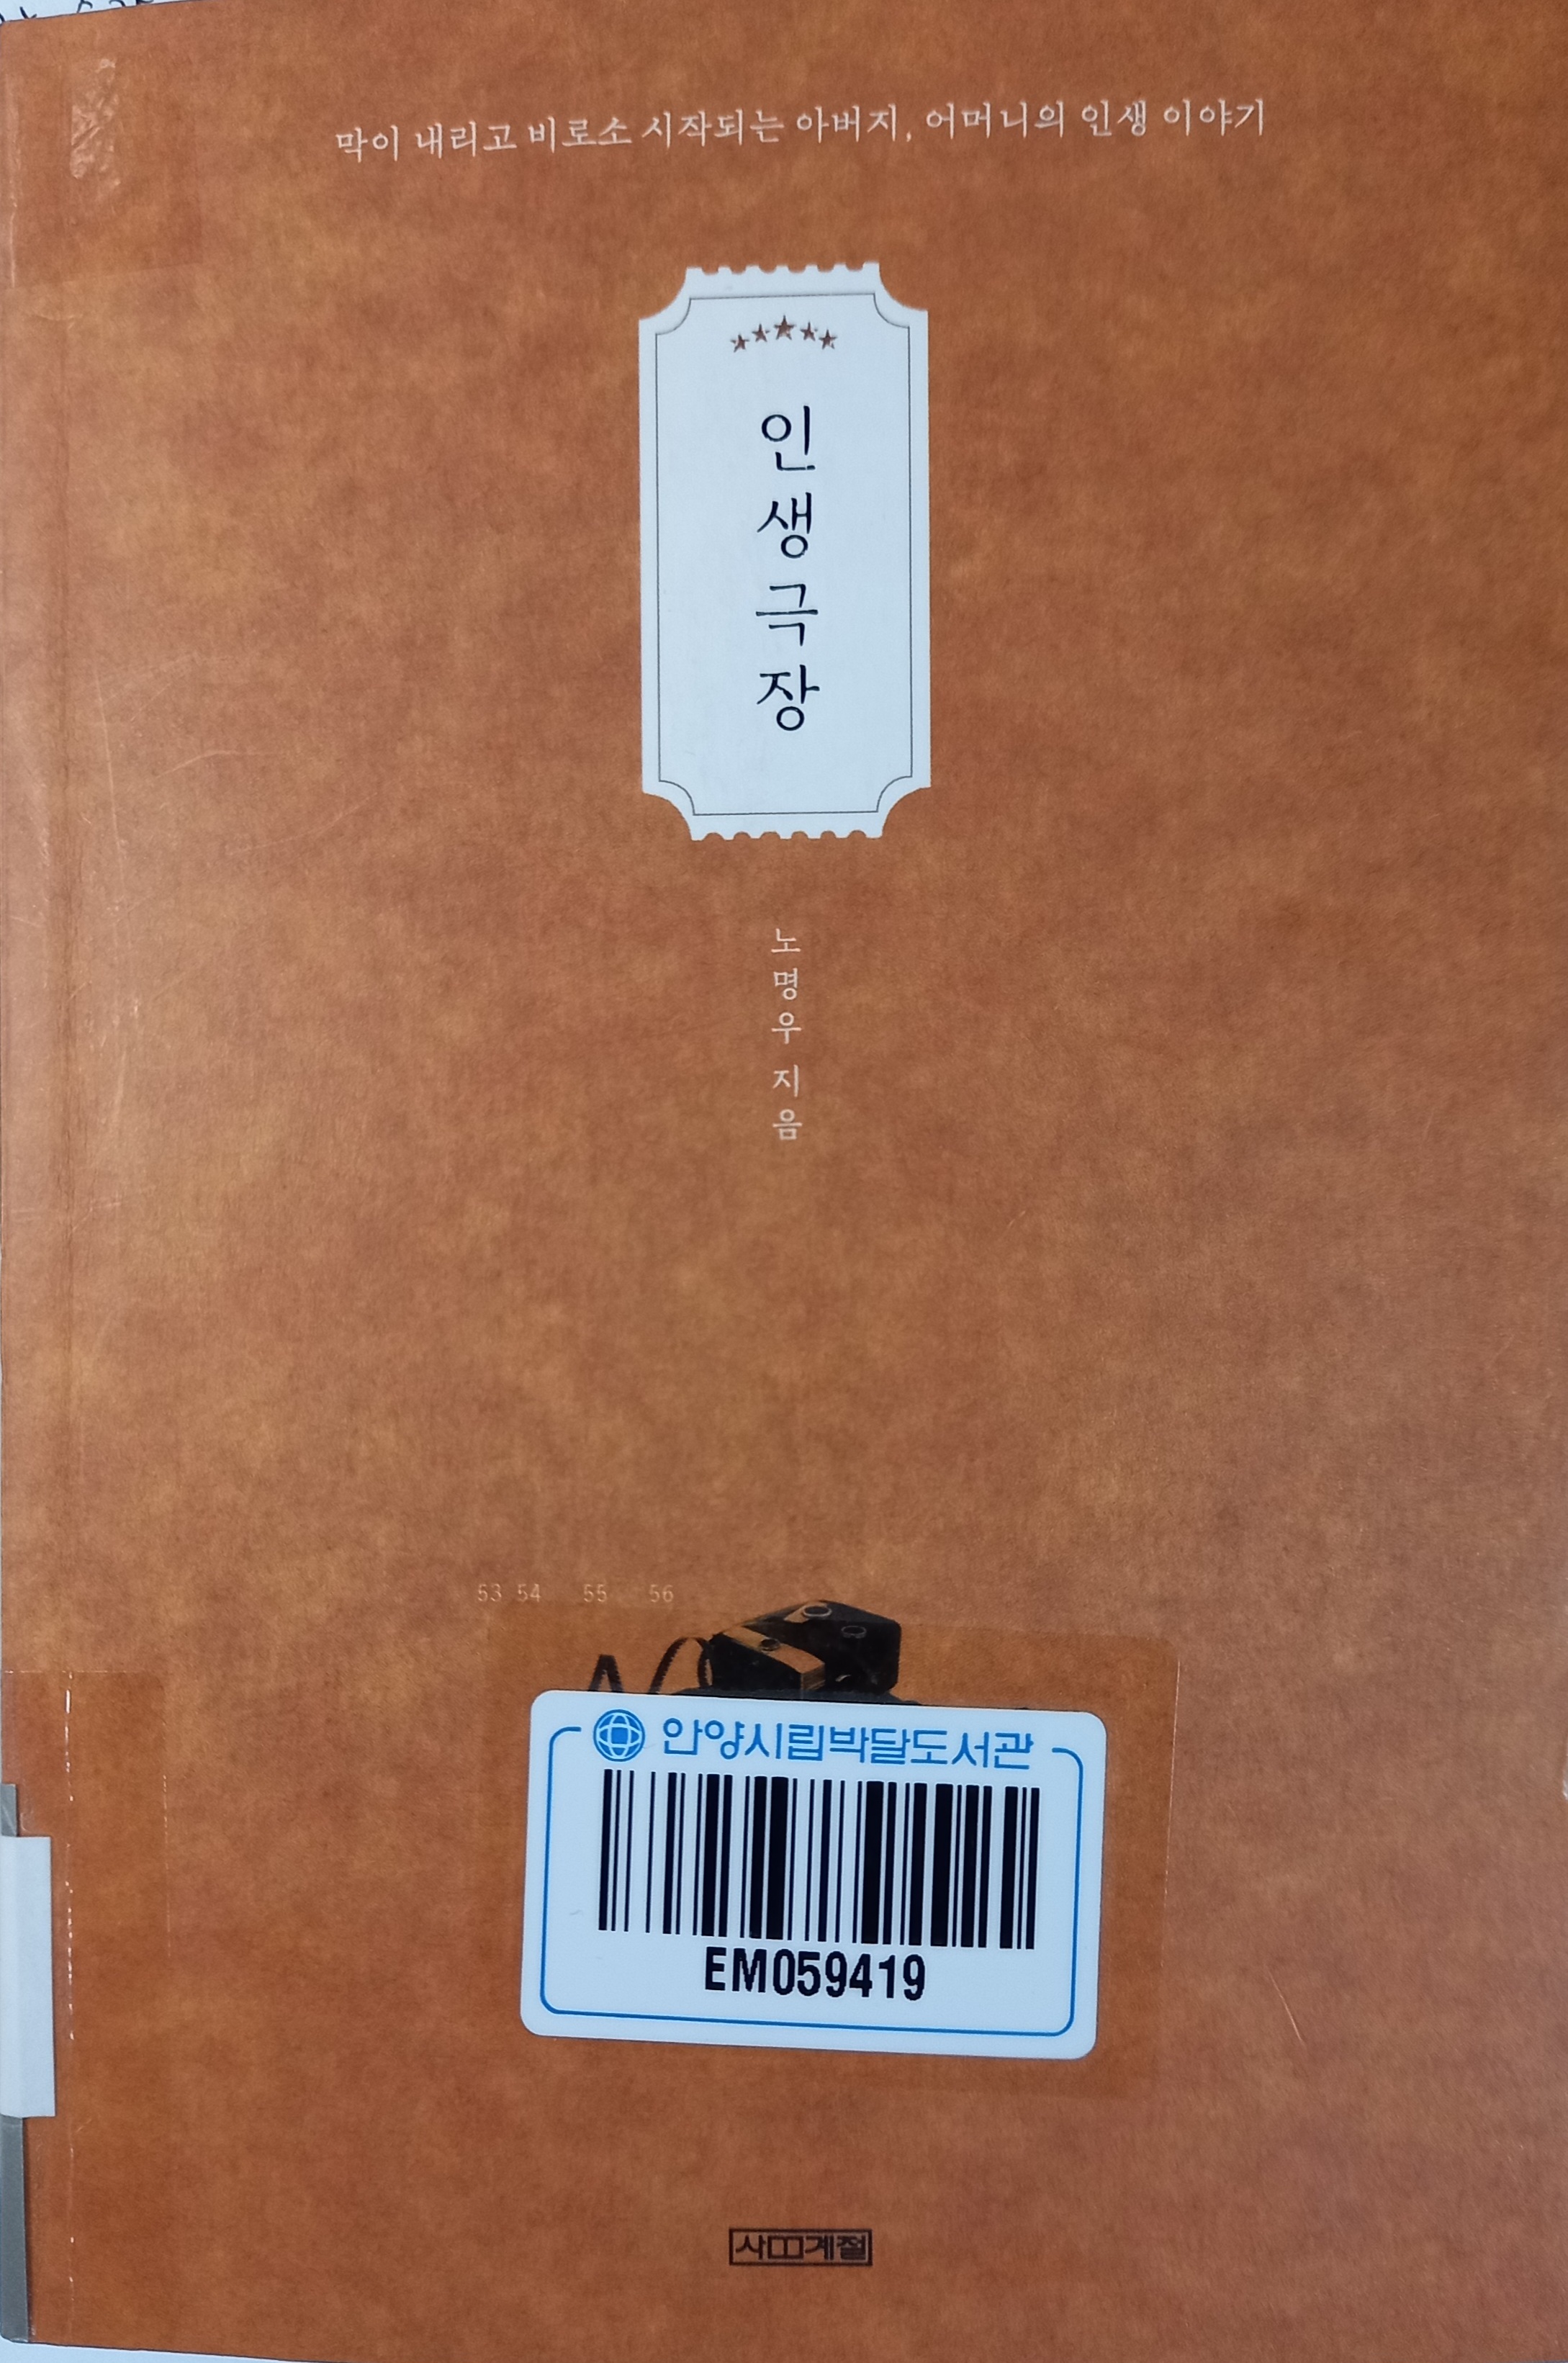 막이 내리고 비로소 시작되는 아버지, 어머니의 인생 이야기
인생극장
노명우 지음
53 54 55 56
안양시립박달도서관
EM059419
사계절